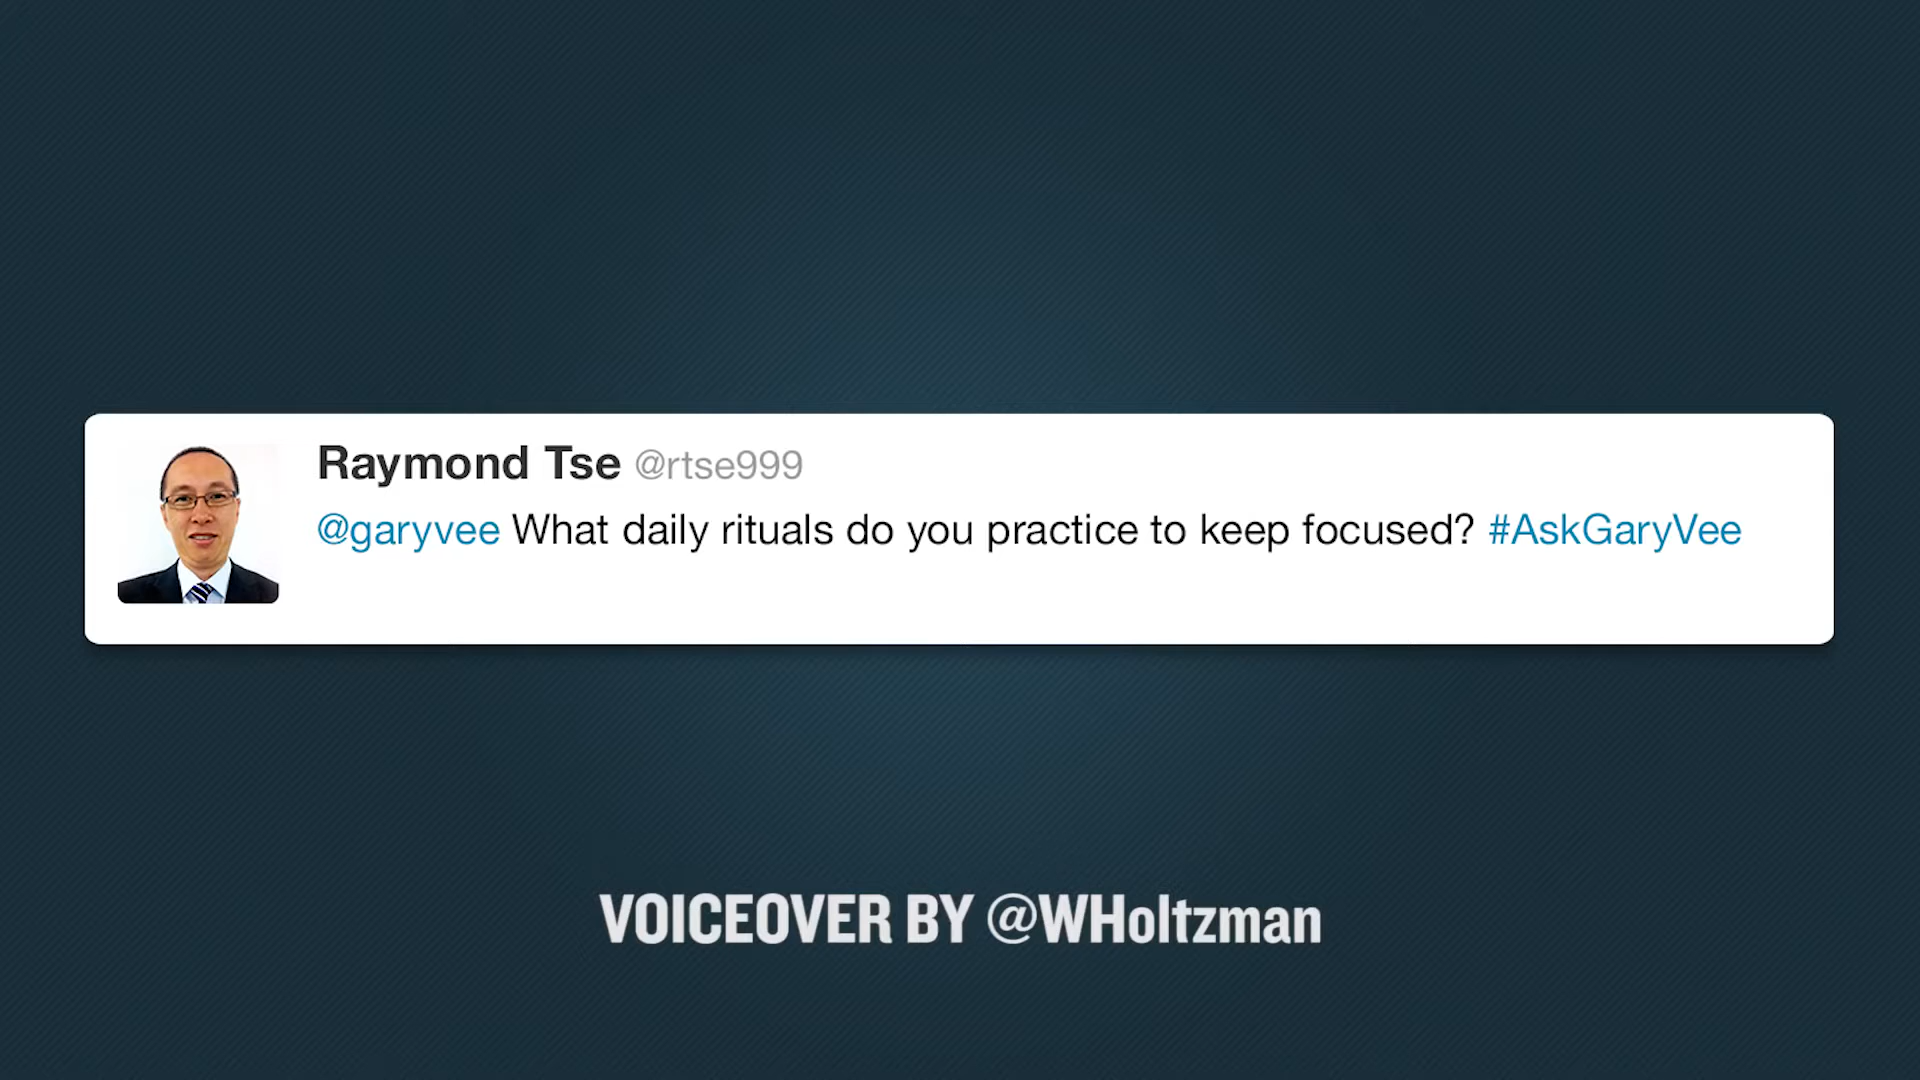 Raymond Tse @rtse999
@garyvee What daily rituals do you practice to keep focused? #AskGaryVee
VOICEOVER BY @WHoltzman